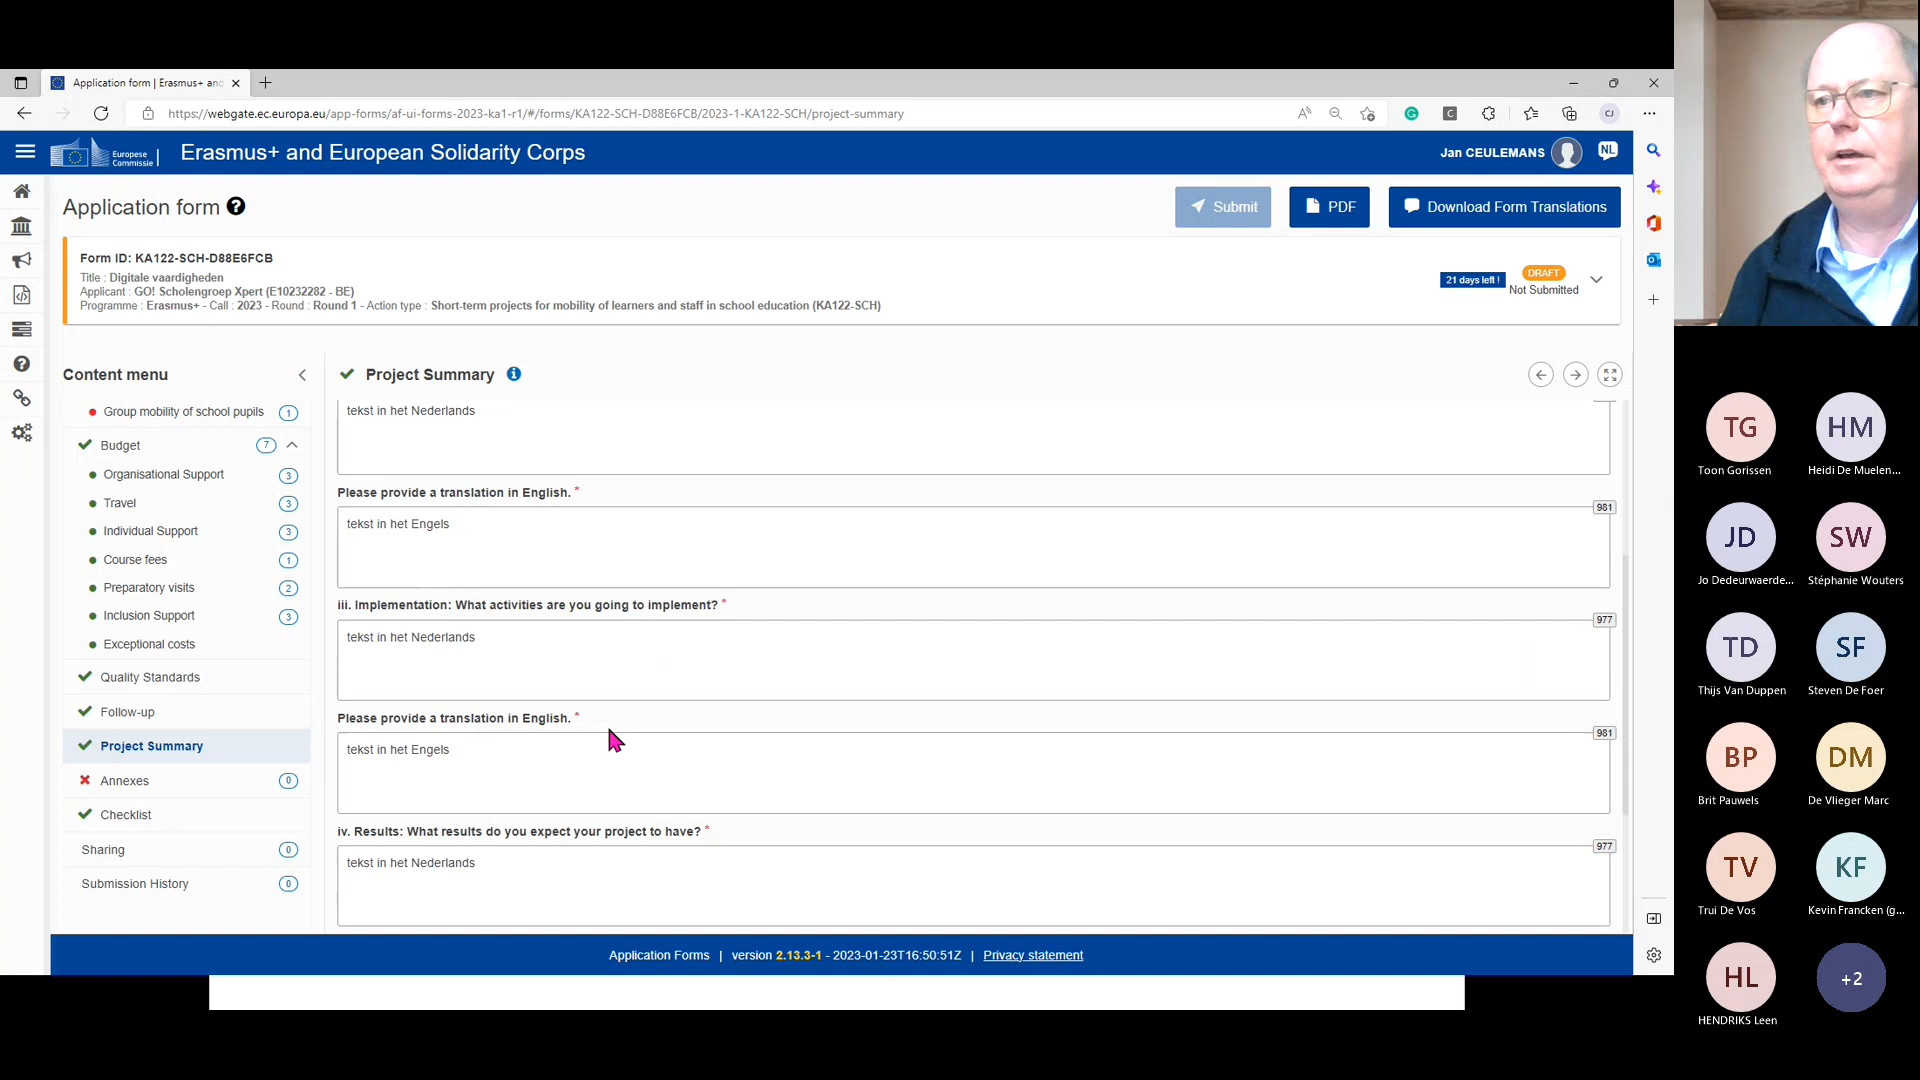 Application form | Erasmus+ and
https://webgate.ec.europa.eu/app-forms/af-ui-forms-2023-ka1-r1/#/forms/KA122-SCH-D88E6FCB/2023-1-KA122-SCH/project-summary
CJ
Europese Commissie
Erasmus+ and European Solidarity Corps
Jan CEULEMANS
NL
Application form
Submit
PDF
Download Form Translations
Form ID: KA122-SCH-D88E6FCB
Title : Digitale vaardigheden
Applicant : GO! Scholengroep Xpert (E10232282 - BE)
Programme : Erasmus+ - Call : 2023 - Round : Round 1 - Action type : Short-term projects for mobility of learners and staff in school education (KA122-SCH)
21 days left !
DRAFT
Not Submitted
Content menu
Group mobility of school pupils 1
Budget 7
Organisational Support 3
Travel 3
Individual Support 3
Course fees 1
Preparatory visits 2
Inclusion Support 3
Exceptional costs
Quality Standards
Follow-up
Project Summary
Annexes 0
Checklist
Sharing 0
Submission History 0
Project Summary
tekst in het Nederlands
Please provide a translation in English. *
981
tekst in het Engels
iii. Implementation: What activities are you going to implement? *
977
tekst in het Nederlands
Please provide a translation in English. *
981
tekst in het Engels
iv. Results: What results do you expect your project to have? *
977
tekst in het Nederlands
Application Forms | version 2.13.3-1 - 2023-01-23T16:50:51Z | Privacy statement
TG
Toon Gorissen
HM
Heidi De Muelen...
JD
Jo Dedeurwaerde...
SW
Stéphanie Wouters
TD
Thijs Van Duppen
SF
Steven De Foer
BP
Brit Pauwels
DM
De Vlieger Marc
TV
Trui De Vos
KF
Kevin Francken (g...
HL
HENDRIKS Leen
+2